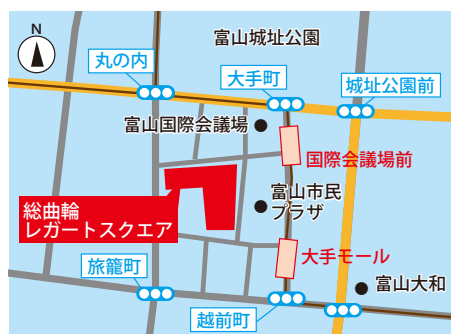 N
富山城址公園
丸の内
大手町
城址公園前
富山国際会議場
国際会議場前
総曲輪
レガートスクエア
富山市民
プラザ
大手モール
旅籠町
富山大和
越前町